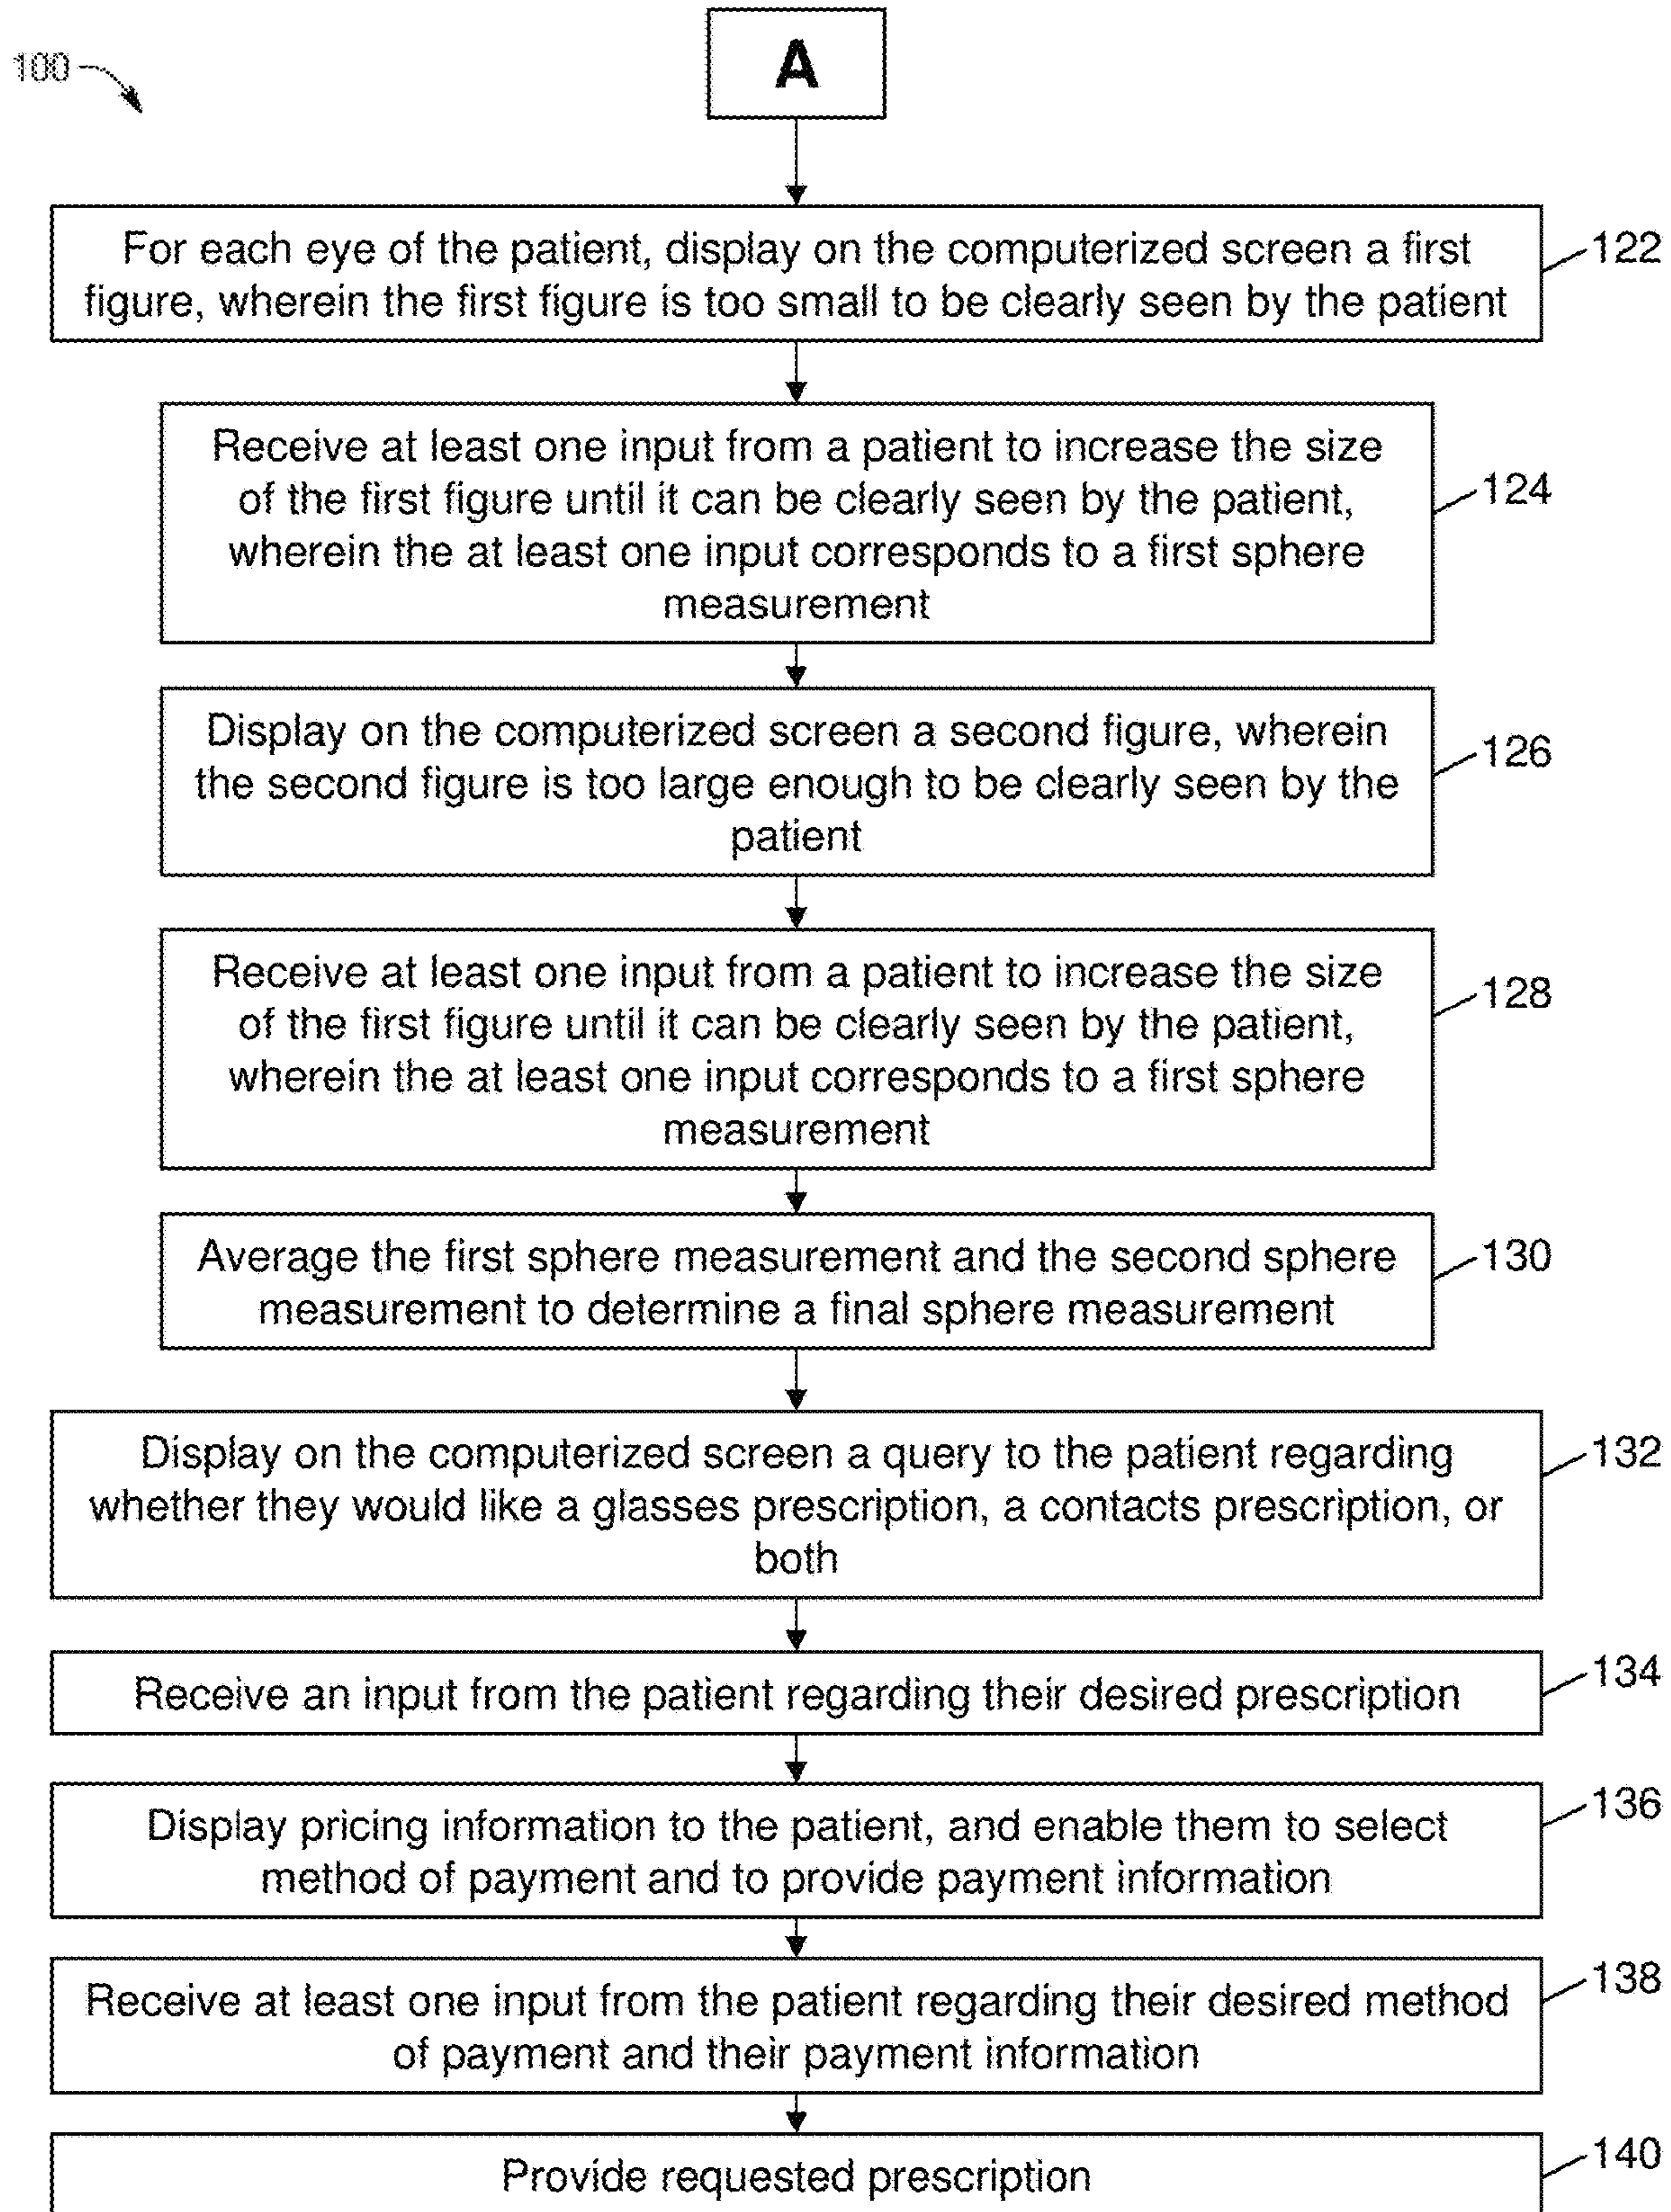 100
A
For each eye of the patient, display on the computerized screen a first
figure, wherein the first figure is too small to be clearly seen by the patient
122
Receive at least one input from a patient to increase the size
of the first figure until it can be clearly seen by the patient,
wherein the at least one input corresponds to a first sphere
measurement
124
Display on the computerized screen a second figure, wherein
the second figure is too large enough to be clearly seen by the
patient
126
Receive at least one input from a patient to increase the size
of the first figure until it can be clearly seen by the patient,
wherein the at least one input corresponds to a first sphere
measurement
128
Average the first sphere measurement and the second sphere
measurement to determine a final sphere measurement
130
Display on the computerized screen a query to the patient regarding
whether they would like a glasses prescription, a contacts prescription, or
both
132
Receive an input from the patient regarding their desired prescription
134
Display pricing information to the patient, and enable them to select
method of payment and to provide payment information
136
Receive at least one input from the patient regarding their desired method
of payment and their payment information
138
Provide requested prescription
140